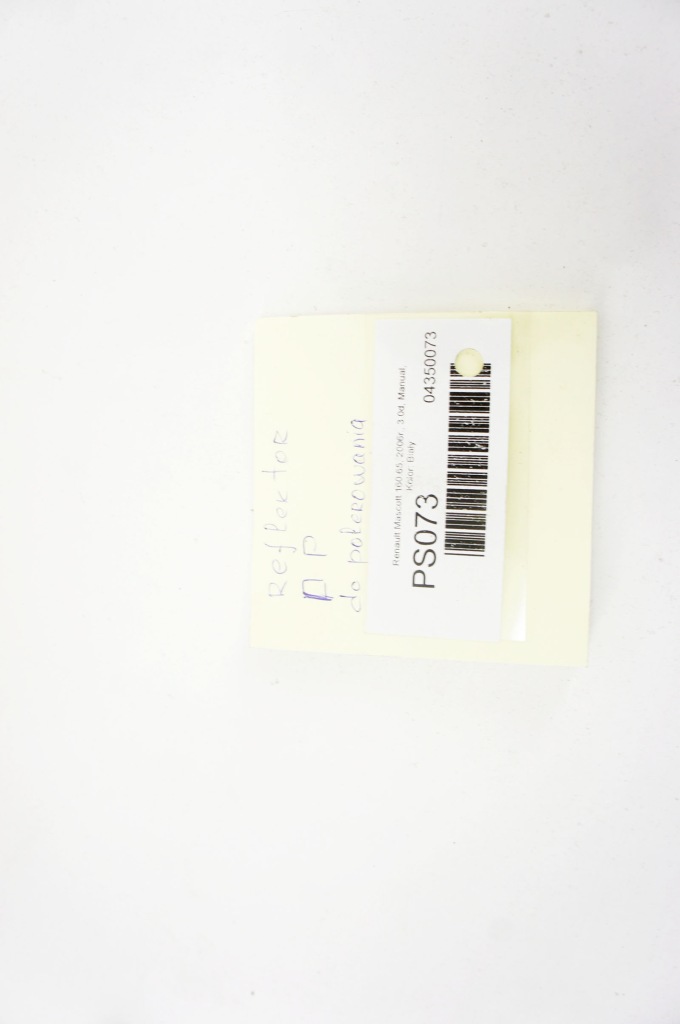 Reflektor
P P
do polerowania
Renault Mascott 160.65, 2006r., 3.0d, Manual,
Kolor: Biały
PS073
04350073